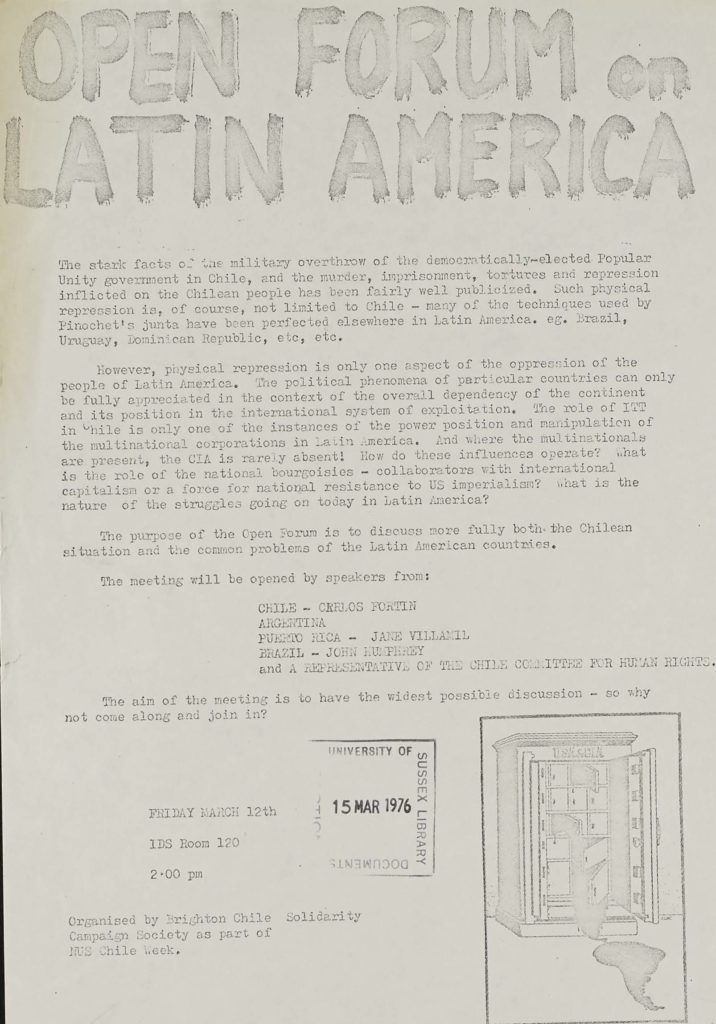 OPEN FORUM on
LATIN AMERICA
The stark facts of the military overthrow of the democratically-elected Popular
Unity government in Chile, and the murder, imprisonment, tortures and repression
inflicted on the Chilean people has been fairly well publicized. Such physical
repression is, of course, not limited to Chile - many of the techniques used by
Pinochet's junta have been perfected elsewhere in Latin America. eg. Brazil,
Uruguay, Dominican Republic, etc, etc.
However, physical repression is only one aspect of the oppression of the
people of Latin America. The political phenomena of particular countries can only
be fully appreciated in the context of the overall dependency of the continent
and its position in the international system of exploitation. The role of ITT
in Chile is only one of the instances of the power position and manipulation of
the multinational corporations in Latin America. And where the multinationals
are present, the CIA is rarely absent! How do these influences operate? What
is the role of the national bourgoisies - collaborators with international
capitalism or a force for national resistance to US imperialism? What is the
nature of the struggles going on today in Latin America?
The purpose of the Open Forum is to discuss more fully both the Chilean
situation and the common problems of the Latin American countries.
The meeting will be opened by speakers from:
CHILE - CRELOS FORTIN
ARGENTINA
PUERTO RICA - JANE VILLAMIL
BRAZIL - JOHN HUMPHREY
and A REPRESENTATIVE OF THE CHILE COMMITTEE FOR HUMAN RIGHTS.
The aim of the meeting is to have the widest possible discussion - so why
not come along and join in?
UNIVERSITY OF
SUSSEX LIBRARY
15 MAR 1976
DOCUMENTS
FRIDAY MARCH 12th
IDS Room 120
2.00 pm
Organised by Brighton Chile Solidarity
Campaign Society as part of
NUS Chile Week.